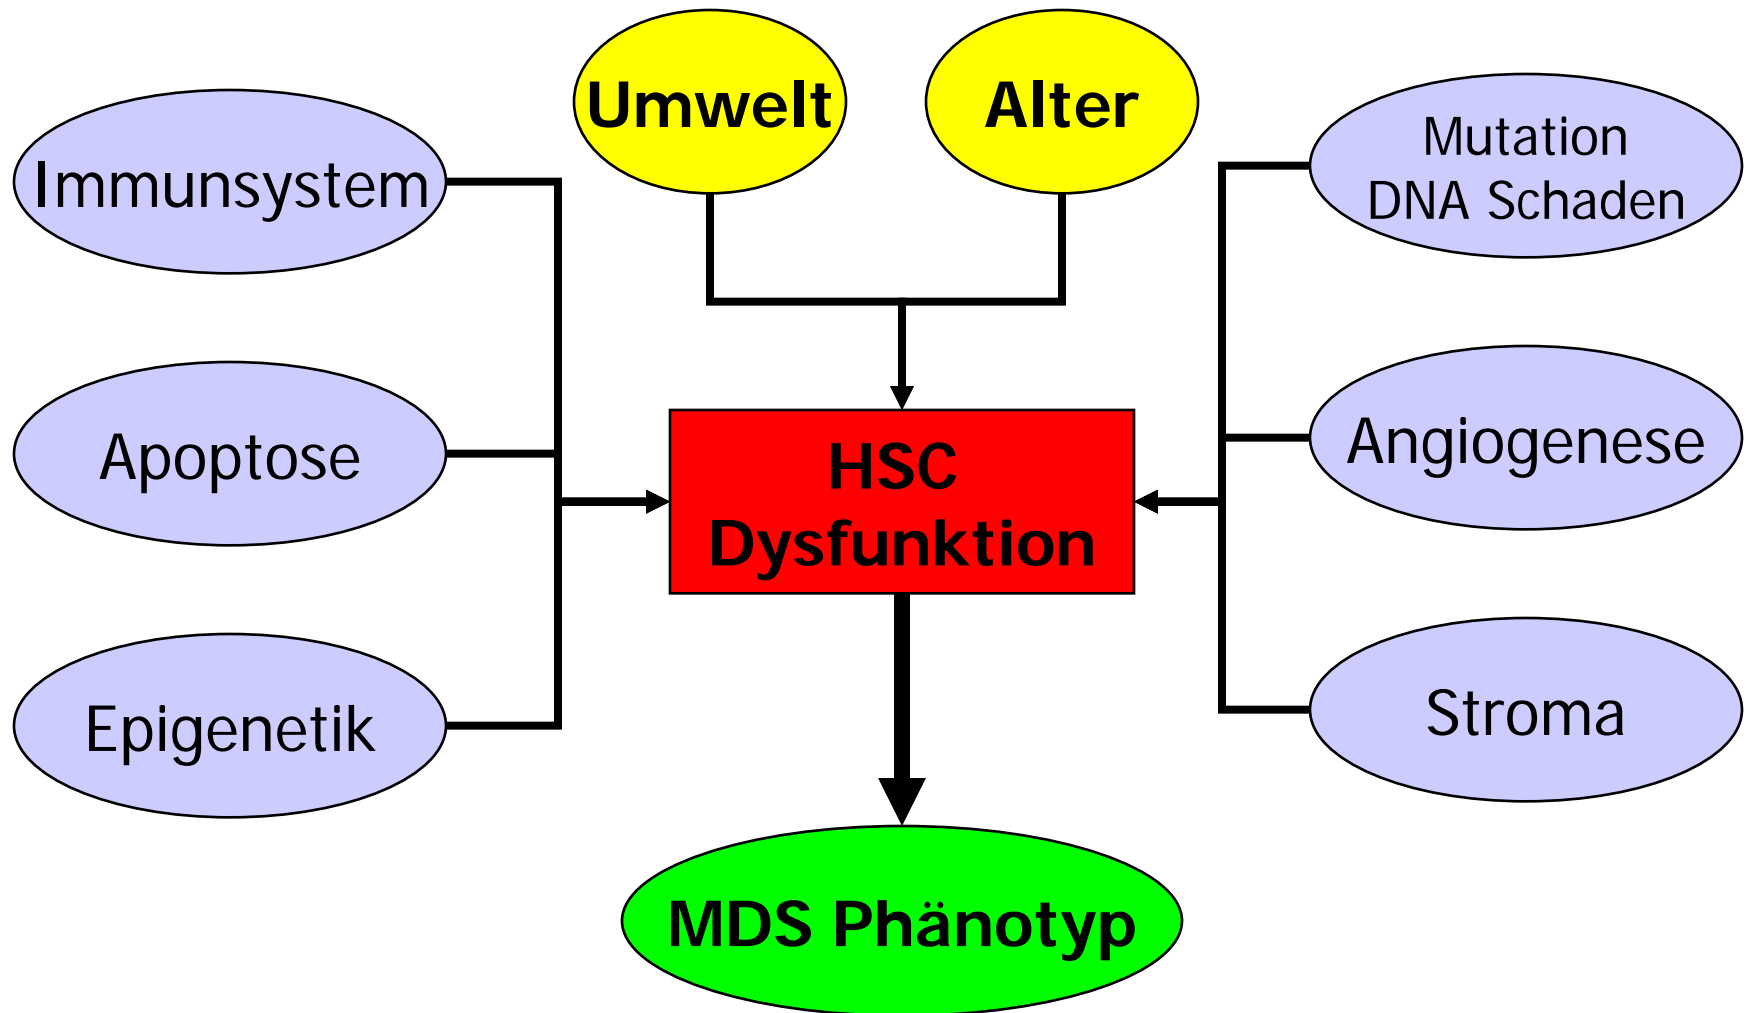 Umwelt
Alter
Immunsystem
Mutation
DNA Schaden
Apoptose
HSC
Dysfunktion
Angiogenese
Epigenetik
Stroma
MDS Phänotyp